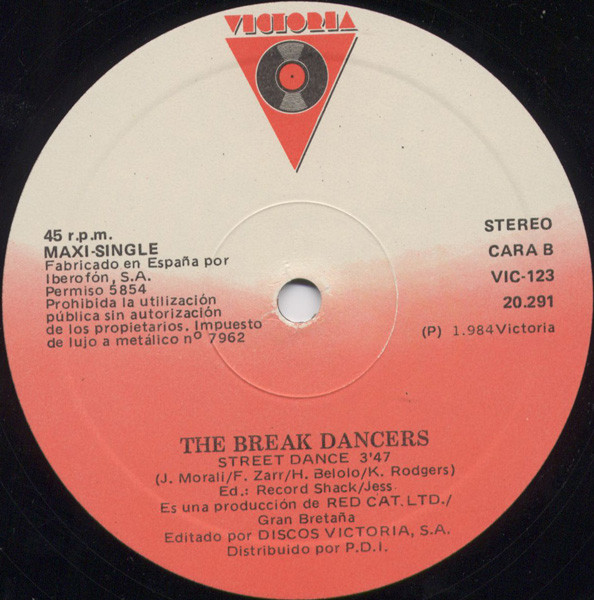 VICTORIA
45 r.p.m.
MAXI-SINGLE
Fabricado en España por
Iberofón, S.A.
Permiso 5854
Prohibida la utilización
pública sin autorización
de los propietarios. Impuesto
de lujo a metálico nº 7962
STEREO
CARA B
VIC-123
20.291
(P) 1.984 Victoria
THE BREAK DANCERS
STREET DANCE 3'47
(J. Morali/F. Zarr/H. Belolo/K. Rodgers)
Ed.: Record Shack/Jess
Es una producción de RED CAT. LTD./
Gran Bretaña
Editado por DISCOS VICTORIA, S.A.
Distribuido por P.D.I.